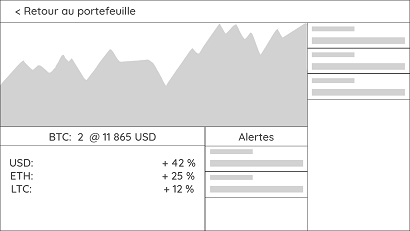 < Retour au portefeuille
BTC: 2 @ 11 865 USD
Alertes
USD: + 42 %
ETH: + 25 %
LTC: + 12 %